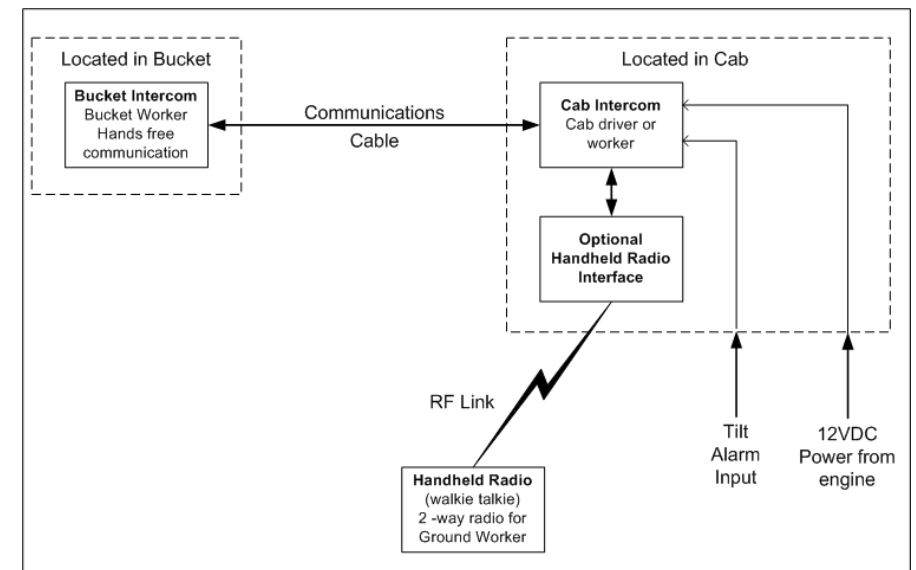 Located in Bucket
Bucket Intercom
Bucket Worker
Hands free
communication
Communications
Cable
Located in Cab
Cab Intercom
Cab driver or
worker
Optional
Handheld Radio
Interface
RF Link
Handheld Radio
(walkie talkie)
2 -way radio for
Ground Worker
Tilt
Alarm
Input
12VDC
Power from
engine